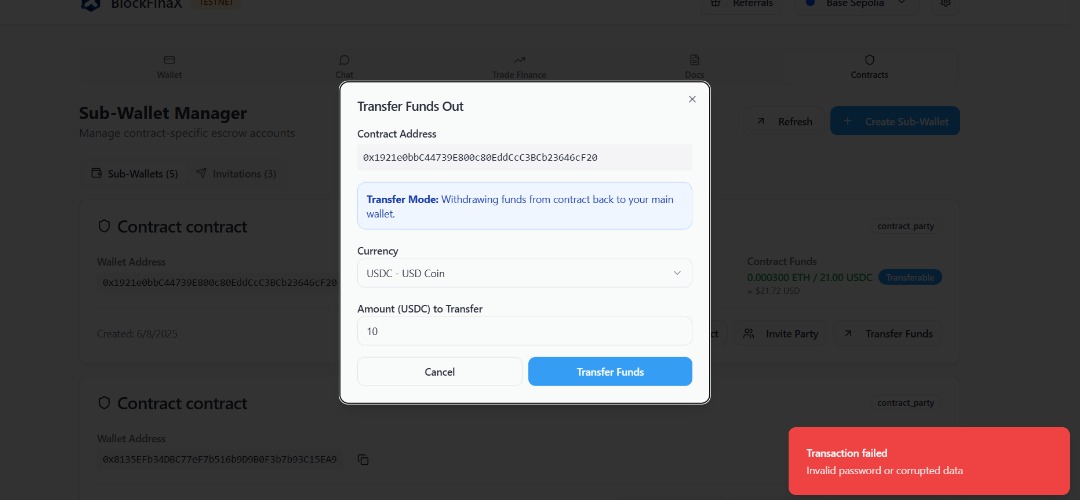 BlockFinaX
TESTNET
Referrals
Base Sepolia
Wallet
Chat
Trade Finance
Docs
Contracts
Sub-Wallet Manager
Manage contract-specific escrow accounts
Refresh
Create Sub-Wallet
Sub-Wallets (5)
Invitations (3)
Contract contract
contract_party
Wallet Address
0x1921e0bbC44739E800c80EddCcC3BCb23646cF20
Contract Funds
0.000300 ETH / 21.00 USDC
Transferable
≈ $21.72 USD
Created: 6/8/2025
Invite Party
Transfer Funds
Transfer Funds Out
Contract Address
0x1921e0bbC44739E800c80EddCcC3BCb23646cF20
Transfer Mode: Withdrawing funds from contract back to your main
wallet.
Currency
USDC - USD Coin
Amount (USDC) to Transfer
10
Cancel
Transfer Funds
Contract contract
contract_party
Wallet Address
0x8135EFb34DBC77eF7b516b9D9B0F3b7b93C15EA9
Transaction failed
Invalid password or corrupted data